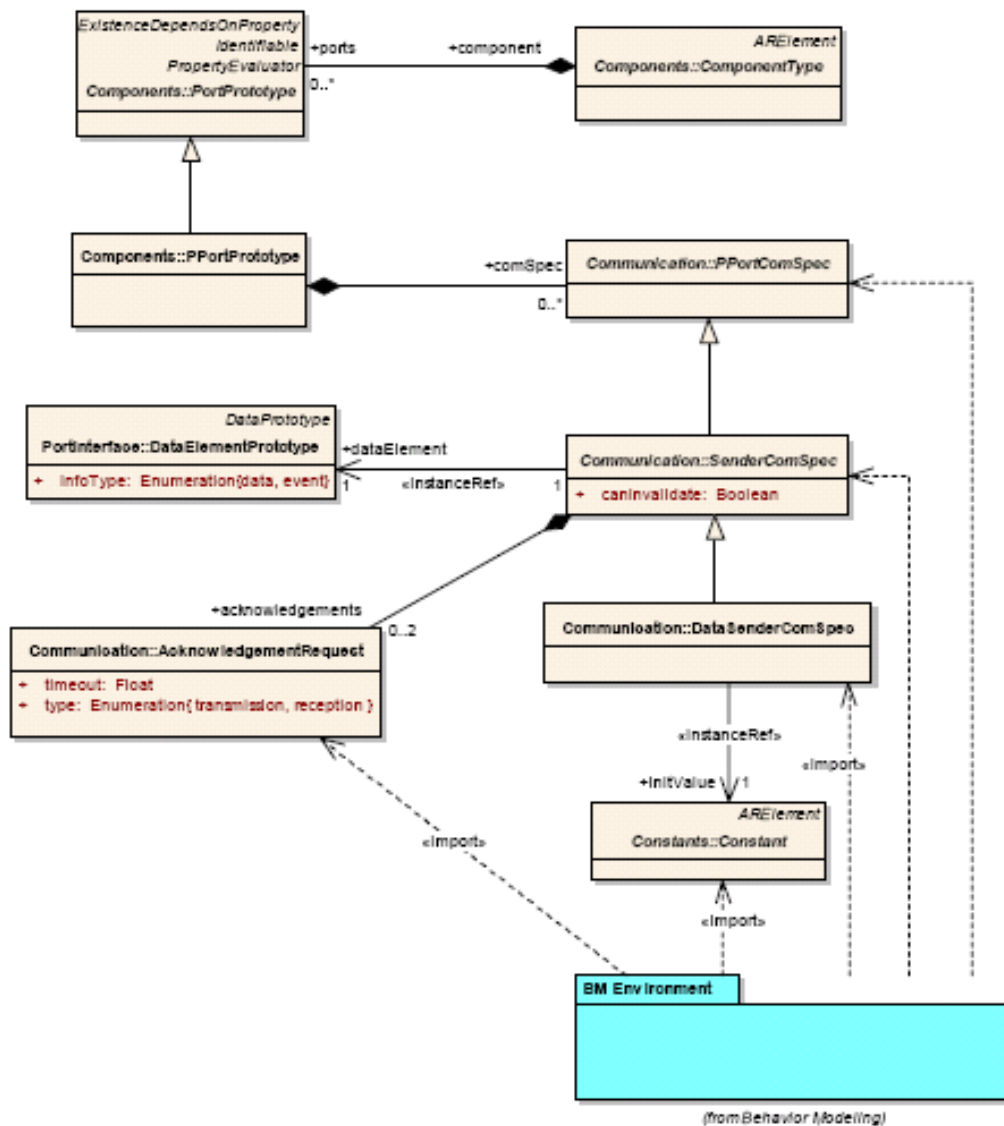 ExistenceDependsOnProperty
Identifiable
PropertyEvaluator
Components::PortPrototype
+ports
0..*
+component
ARElement
Components::ComponentType
Components::PPortPrototype
+comSpec
0..*
Communication::PPortComSpec
DataPrototype
PortInterface::DataElementPrototype
+ infoType: Enumeration{data, event}
+dataElement
1
«instanceRef»
1
Communication::SenderComSpec
+ canInvalidate: Boolean
+acknowledgements
0..2
Communication::AcknowledgementRequest
+ timeout: Float
+ type: Enumeration{ transmission, reception }
Communication::DataSenderComSpec
«instanceRef»
«import»
+initValue
1
ARElement
Constants::Constant
«import»
«import»
BM Environment
(from Behavior Modeling)